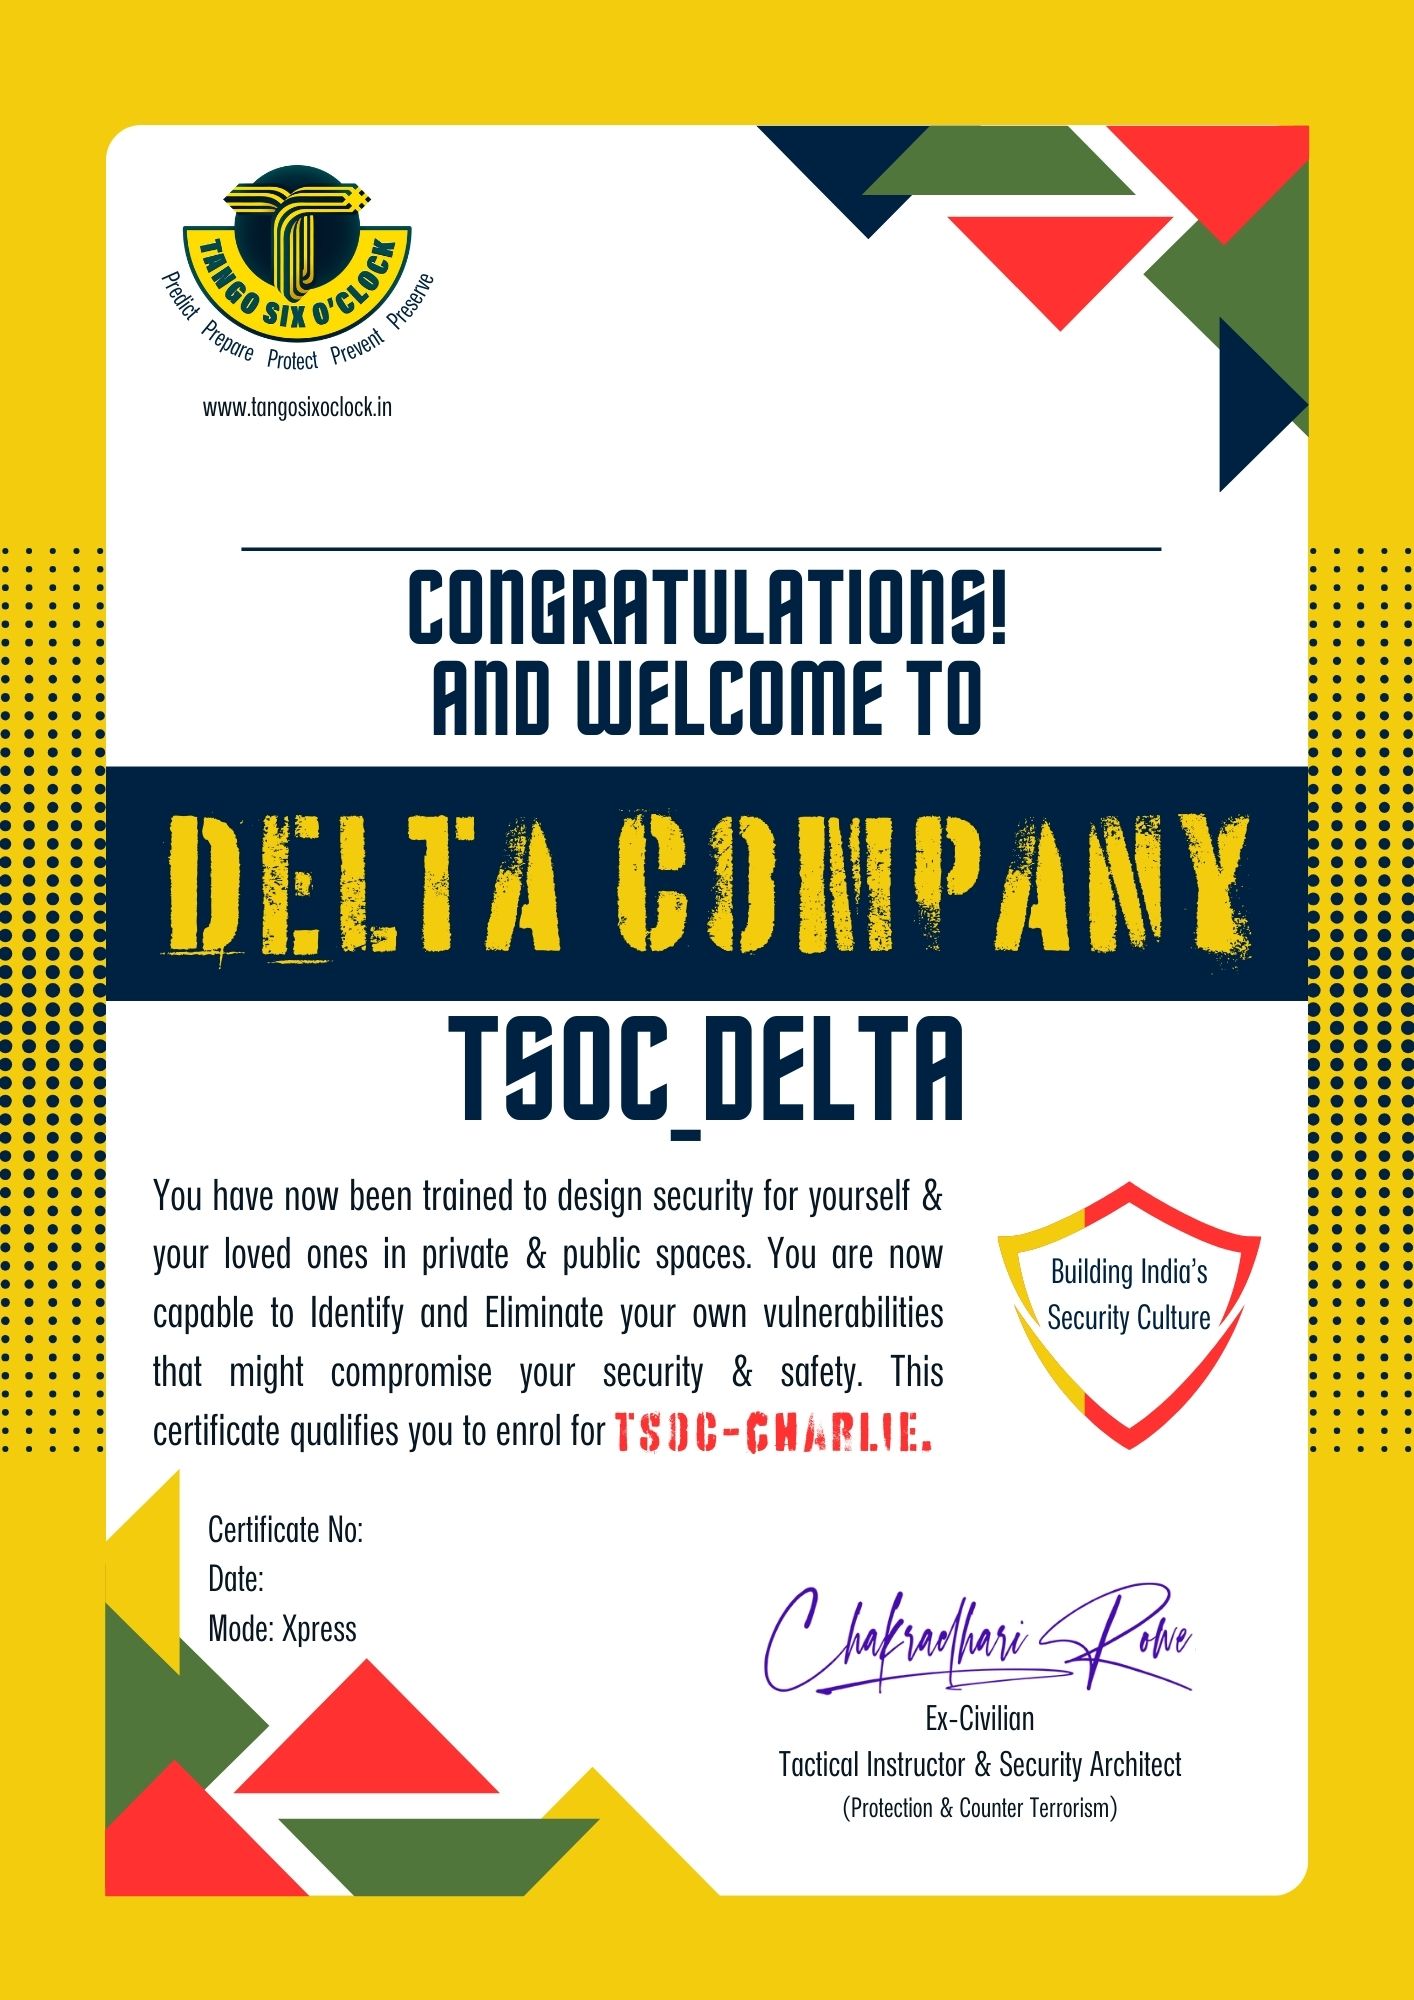 TANGO SIX O'CLOCK
Predict Prepare Protect Prevent Preserve
www.tangosixoclock.in
CONGRATULATIONS!
AND WELCOME TO
DELTA COMPANY
TSOC_DELTA
You have now been trained to design security for yourself &
your loved ones in private & public spaces. You are now
capable to Identify and Eliminate your own vulnerabilities
that might compromise your security & safety. This
certificate qualifies you to enrol for TSOC-CHARLIE.
Building India's
Security Culture
Certificate No:
Date:
Mode: Xpress
Chakradhari Rowe
Ex-Civilian
Tactical Instructor & Security Architect
(Protection & Counter Terrorism)